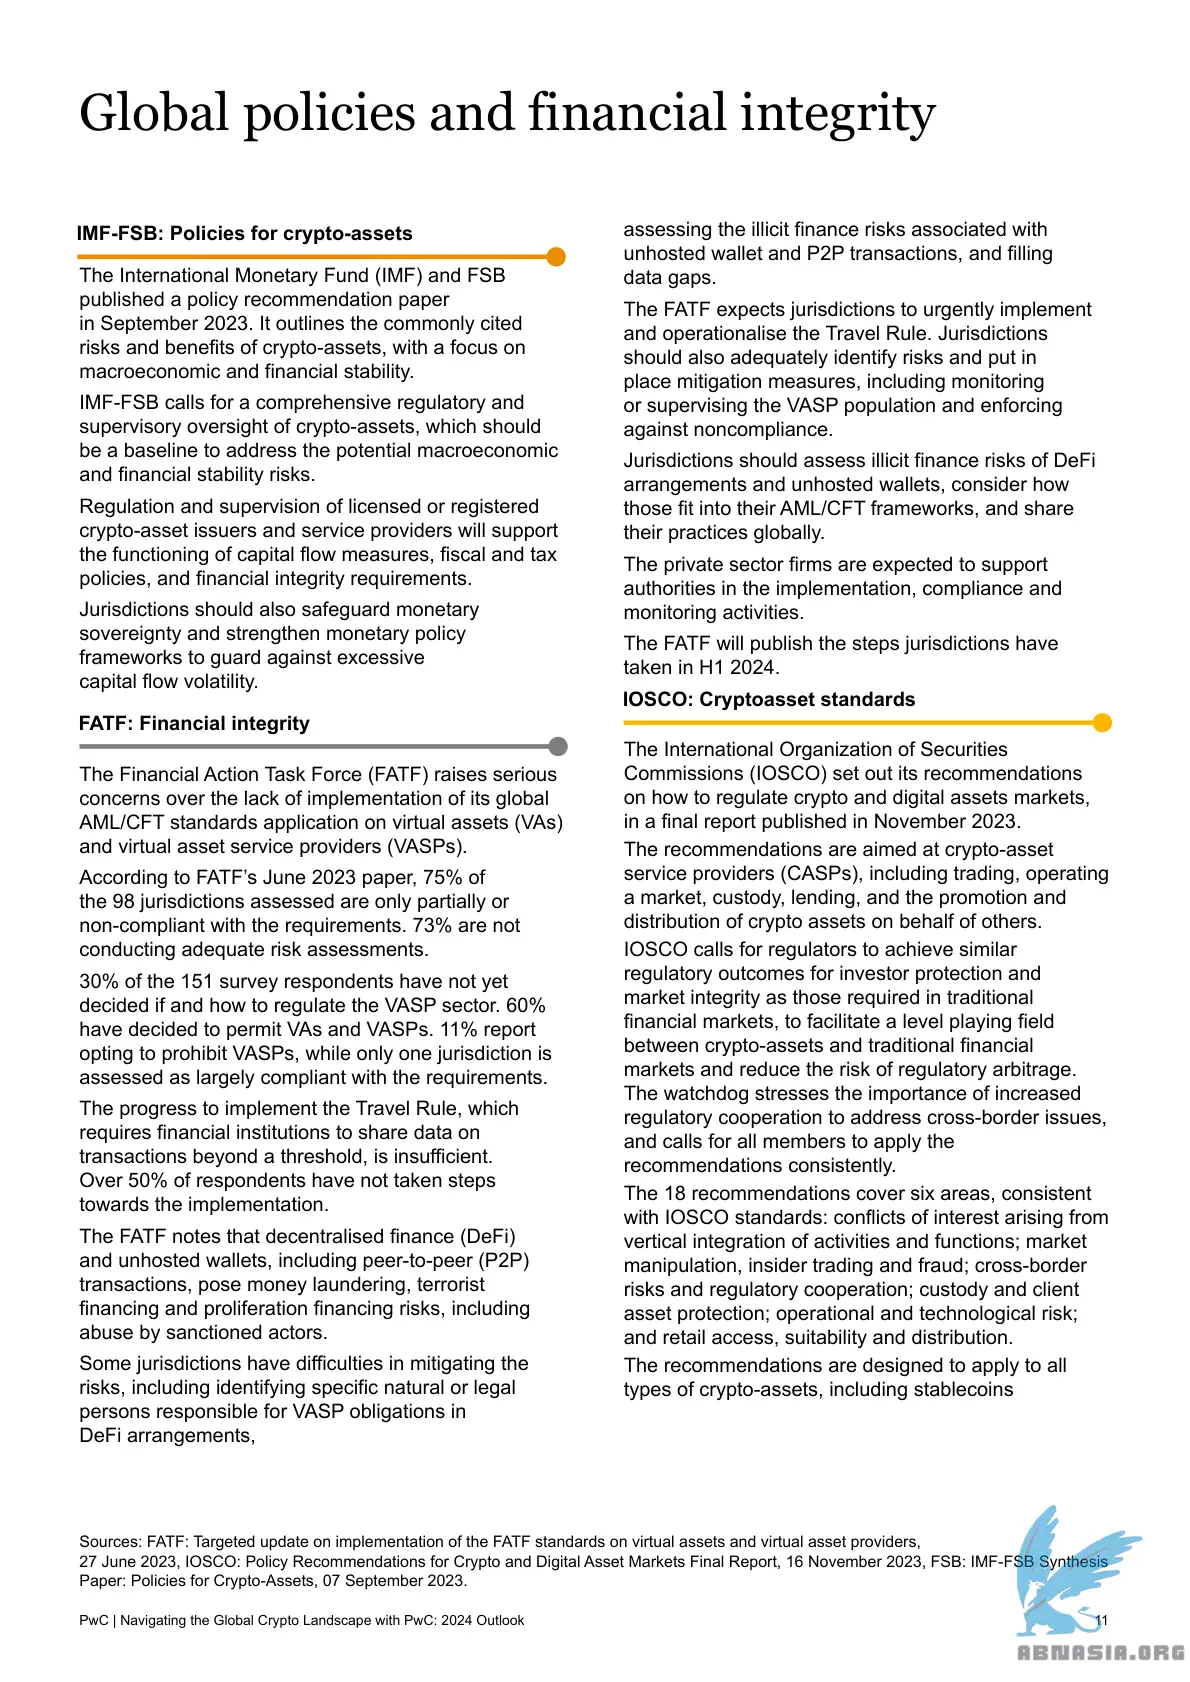 Global policies and financial integrity
IMF-FSB: Policies for crypto-assets
The International Monetary Fund (IMF) and FSB
published a policy recommendation paper
in September 2023. It outlines the commonly cited
risks and benefits of crypto-assets, with a focus on
macroeconomic and financial stability.
IMF-FSB calls for a comprehensive regulatory and
supervisory oversight of crypto-assets, which should
be a baseline to address the potential macroeconomic
and financial stability risks.
Regulation and supervision of licensed or registered
crypto-asset issuers and service providers will support
the functioning of capital flow measures, fiscal and tax
policies, and financial integrity requirements.
Jurisdictions should also safeguard monetary
sovereignty and strengthen monetary policy
frameworks to guard against excessive
capital flow volatility.
FATF: Financial integrity
The Financial Action Task Force (FATF) raises serious
concerns over the lack of implementation of its global
AML/CFT standards application on virtual assets (VAs)
and virtual asset service providers (VASPs).
According to FATF’s June 2023 paper, 75% of
the 98 jurisdictions assessed are only partially or
non-compliant with the requirements. 73% are not
conducting adequate risk assessments.
30% of the 151 survey respondents have not yet
decided if and how to regulate the VASP sector. 60%
have decided to permit VAs and VASPs. 11% report
opting to prohibit VASPs, while only one jurisdiction is
assessed as largely compliant with the requirements.
The progress to implement the Travel Rule, which
requires financial institutions to share data on
transactions beyond a threshold, is insufficient.
Over 50% of respondents have not taken steps
towards the implementation.
The FATF notes that decentralised finance (DeFi)
and unhosted wallets, including peer-to-peer (P2P)
transactions, pose money laundering, terrorist
financing and proliferation financing risks, including
abuse by sanctioned actors.
Some jurisdictions have difficulties in mitigating the
risks, including identifying specific natural or legal
persons responsible for VASP obligations in
DeFi arrangements,
assessing the illicit finance risks associated with
unhosted wallet and P2P transactions, and filling
data gaps.
The FATF expects jurisdictions to urgently implement
and operationalise the Travel Rule. Jurisdictions
should also adequately identify risks and put in
place mitigation measures, including monitoring
or supervising the VASP population and enforcing
against noncompliance.
Jurisdictions should assess illicit finance risks of DeFi
arrangements and unhosted wallets, consider how
those fit into their AML/CFT frameworks, and share
their practices globally.
The private sector firms are expected to support
authorities in the implementation, compliance and
monitoring activities.
The FATF will publish the steps jurisdictions have
taken in H1 2024.
IOSCO: Cryptoasset standards
The International Organization of Securities
Commissions (IOSCO) set out its recommendations
on how to regulate crypto and digital assets markets,
in a final report published in November 2023.
The recommendations are aimed at crypto-asset
service providers (CASPs), including trading, operating
a market, custody, lending, and the promotion and
distribution of crypto assets on behalf of others.
IOSCO calls for regulators to achieve similar
regulatory outcomes for investor protection and
market integrity as those required in traditional
financial markets, to facilitate a level playing field
between crypto-assets and traditional financial
markets and reduce the risk of regulatory arbitrage.
The watchdog stresses the importance of increased
regulatory cooperation to address cross-border issues,
and calls for all members to apply the
recommendations consistently.
The 18 recommendations cover six areas, consistent
with IOSCO standards: conflicts of interest arising from
vertical integration of activities and functions; market
manipulation, insider trading and fraud; cross-border
risks and regulatory cooperation; custody and client
asset protection; operational and technological risk;
and retail access, suitability and distribution.
The recommendations are designed to apply to all
types of crypto-assets, including stablecoins
Sources: FATF: Targeted update on implementation of the FATF standards on virtual assets and virtual asset providers,
27 June 2023, IOSCO: Policy Recommendations for Crypto and Digital Asset Markets Final Report, 16 November 2023, FSB: IMF-FSB Synthesis
Paper: Policies for Crypto-Assets, 07 September 2023.
PwC | Navigating the Global Crypto Landscape with PwC: 2024 Outlook
11
ABNASIA.ORG